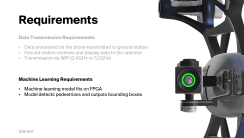 Requirements
Data Transmission Requirements
• Data processed on the drone transmitted to ground station
• Ground station receives and display data to the operator
• Transmission via WiFi (2.4GHz or 5.2GHz)
Machine Learning Requirements
• Machine learning model fits on FPGA
• Model detects pedestrians and outputs bounding boxes